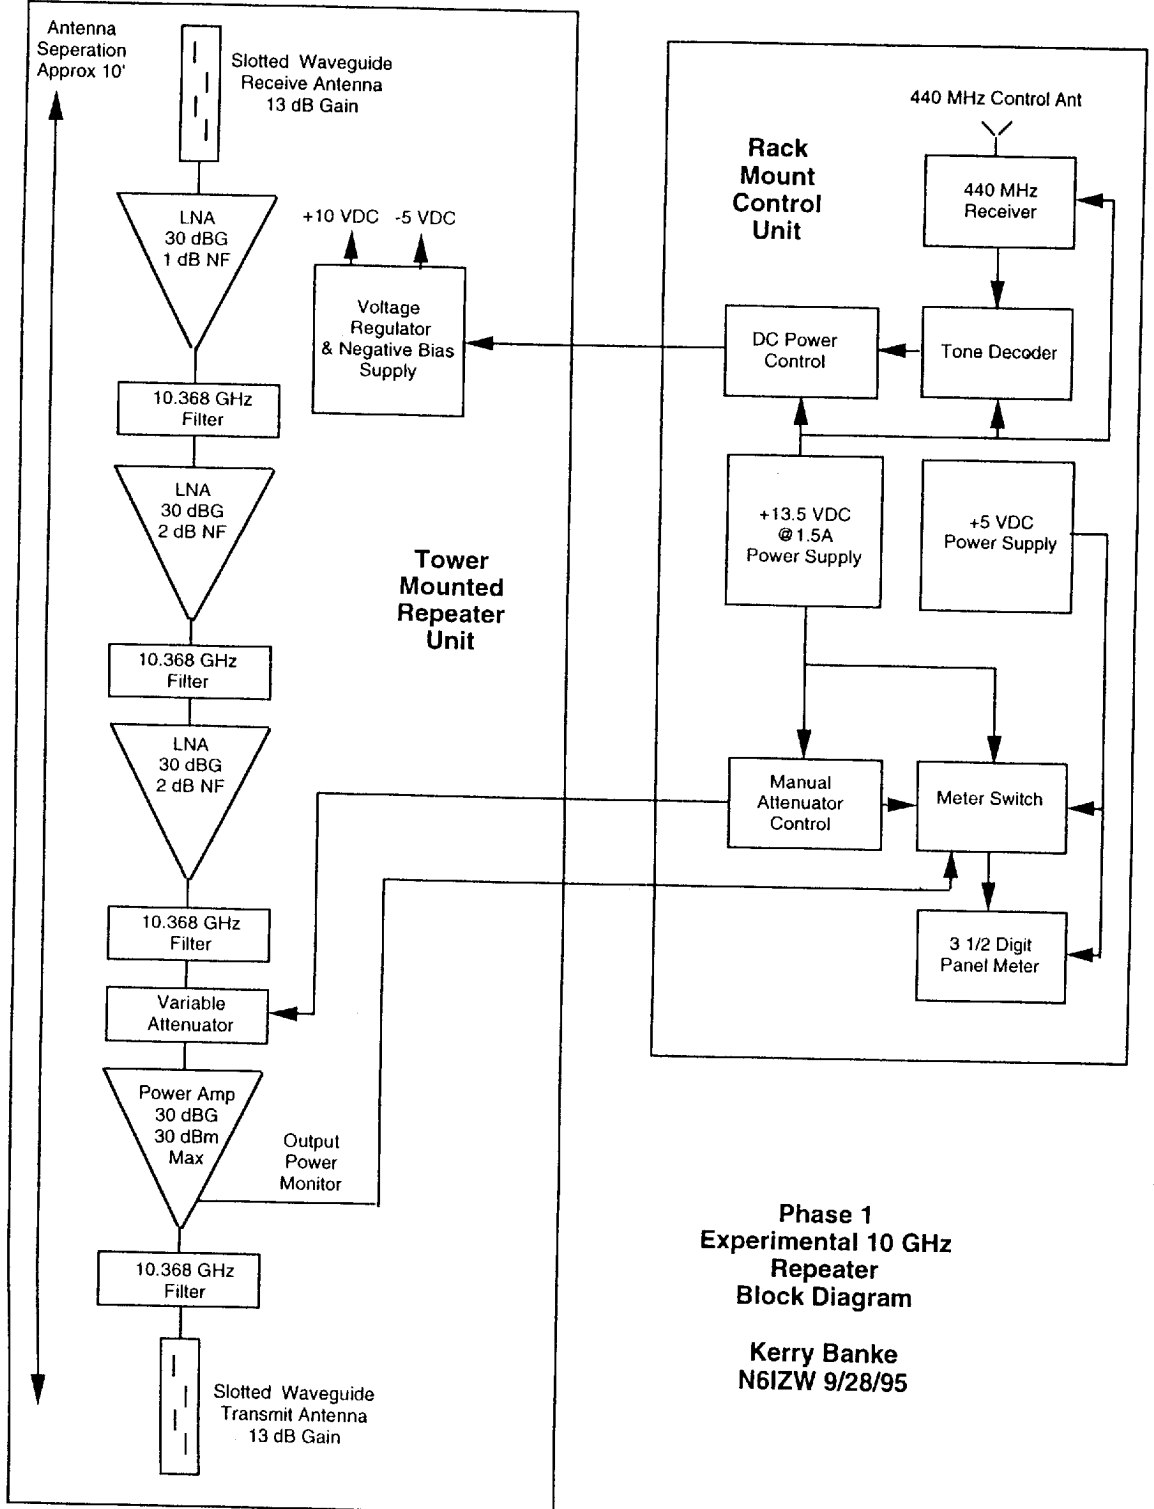 Antenna
Seperation
Approx 10'
Slotted Waveguide
Receive Antenna
13 dB Gain
LNA
30 dBG
1 dB NF
+10 VDC -5 VDC
Voltage
Regulator
& Negative Bias
Supply
10.368 GHz
Filter
LNA
30 dBG
2 dB NF
Tower
Mounted
Repeater
Unit
10.368 GHz
Filter
LNA
30 dBG
2 dB NF
10.368 GHz
Filter
Variable
Attenuator
Power Amp
30 dBG
30 dBm
Max
Output
Power
Monitor
10.368 GHz
Filter
Slotted Waveguide
Transmit Antenna
13 dB Gain
440 MHz Control Ant
Rack
Mount
Control
Unit
440 MHz
Receiver
DC Power
Control
Tone Decoder
+13.5 VDC
@1.5A
Power Supply
+5 VDC
Power Supply
Manual
Attenuator
Control
Meter Switch
3 1/2 Digit
Panel Meter
Phase 1
Experimental 10 GHz
Repeater
Block Diagram
Kerry Banke
N6IZW 9/28/95